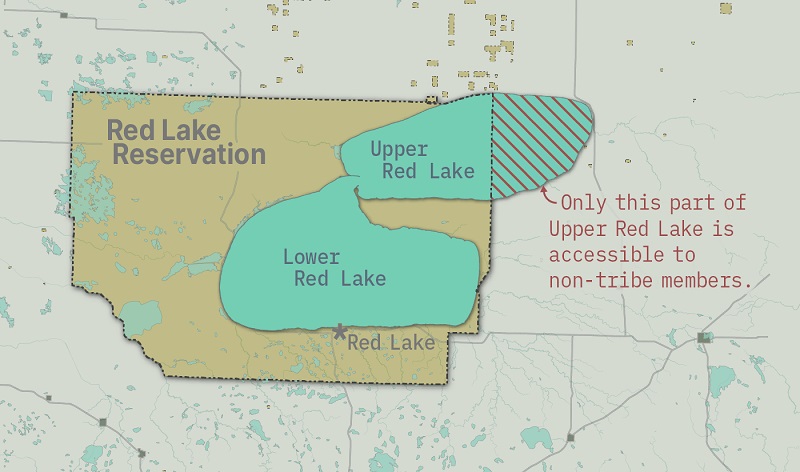 Red Lake
Reservation
Upper
Red Lake
Only this part of
Upper Red Lake is
accessible to
non-tribe members.
Lower
Red Lake
*Red Lake